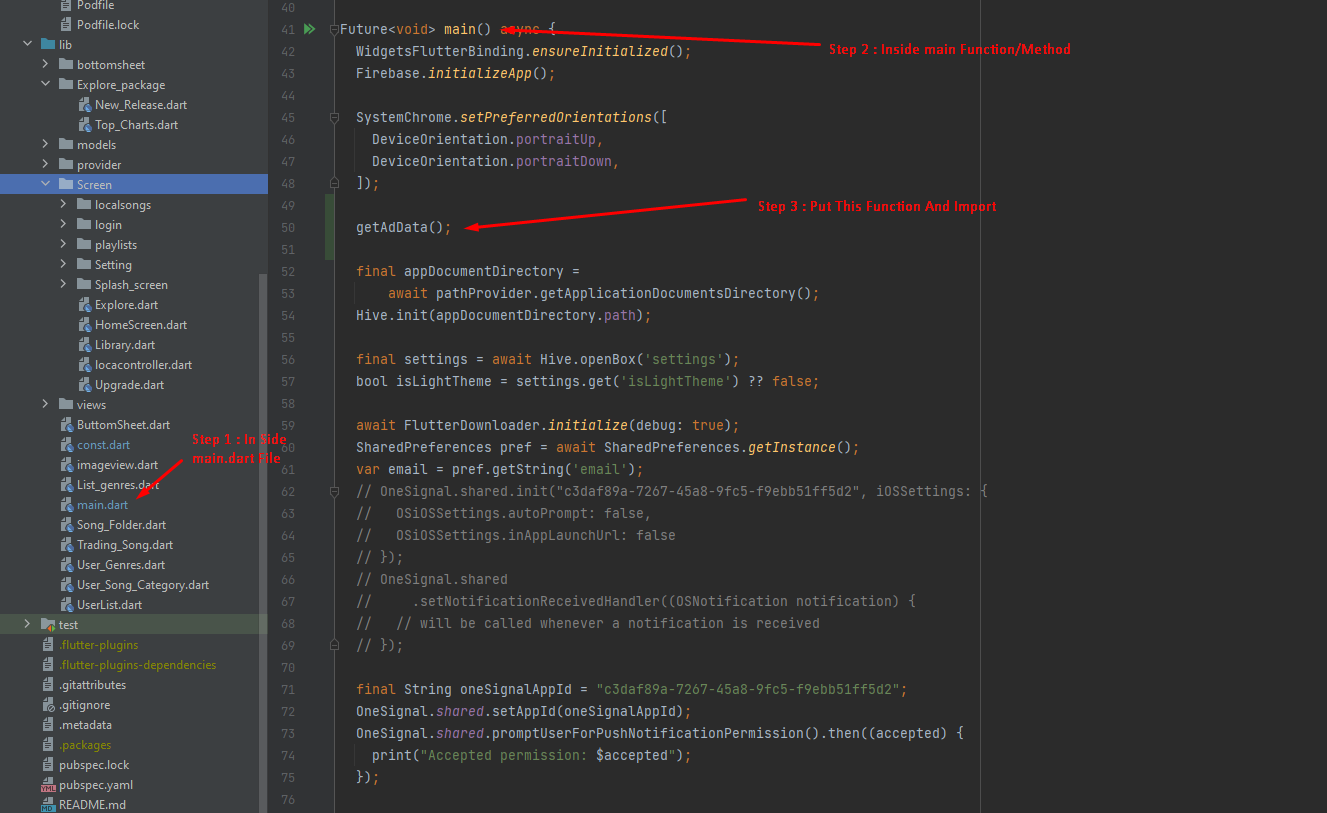 Podfile
Podfile.lock
lib
bottomsheet
Explore_package
New_Release.dart
Top_Charts.dart
models
provider
Screen
localsongs
login
playlists
Setting
Splash_screen
Explore.dart
HomeScreen.dart
Library.dart
locacontroller.dart
Upgrade.dart
views
ButtomSheet.dart
const.dart
imageview.dart
List_genres.dart
main.dart
Song_Folder.dart
Trading_Song.dart
User_Genres.dart
User_Song_Category.dart
UserList.dart
test
.flutter-plugins
.flutter-plugins-dependencies
.gitattributes
.gitignore
.metadata
.packages
pubspec.lock
pubspec.yaml
README.md
Step 1 : In Side
main.dart File
40
41 Future<void> main() async {
42 WidgetsFlutterBinding.ensureInitialized();
43 Firebase.initializeApp();
44
45 SystemChrome.setPreferredOrientations([
46 DeviceOrientation.portraitUp,
47 DeviceOrientation.portraitDown,
48 ]);
49
50 getAdData();
51
52 final appDocumentDirectory =
53 await pathProvider.getApplicationDocumentsDirectory();
54 Hive.init(appDocumentDirectory.path);
55
56 final settings = await Hive.openBox('settings');
57 bool isLightTheme = settings.get('isLightTheme') ?? false;
58
59 await FlutterDownloader.initialize(debug: true);
60 SharedPreferences pref = await SharedPreferences.getInstance();
61 var email = pref.getString('email');
62 // OneSignal.shared.init("c3daf89a-7267-45a8-9fc5-f9ebb51ff5d2", iOSSettings: {
63 // OSiOSSettings.autoPrompt: false,
64 // OSiOSSettings.inAppLaunchUrl: false
65 // });
66 // OneSignal.shared
67 // .setNotificationReceivedHandler((OSNotification notification) {
68 // // will be called whenever a notification is received
69 // });
70
71 final String oneSignalAppId = "c3daf89a-7267-45a8-9fc5-f9ebb51ff5d2";
72 OneSignal.shared.setAppId(oneSignalAppId);
73 OneSignal.shared.promptUserForPushNotificationPermission().then((accepted) {
74 print("Accepted permission: $accepted");
75 });
76
Step 2 : Inside main Function/Method
Step 3 : Put This Function And Import